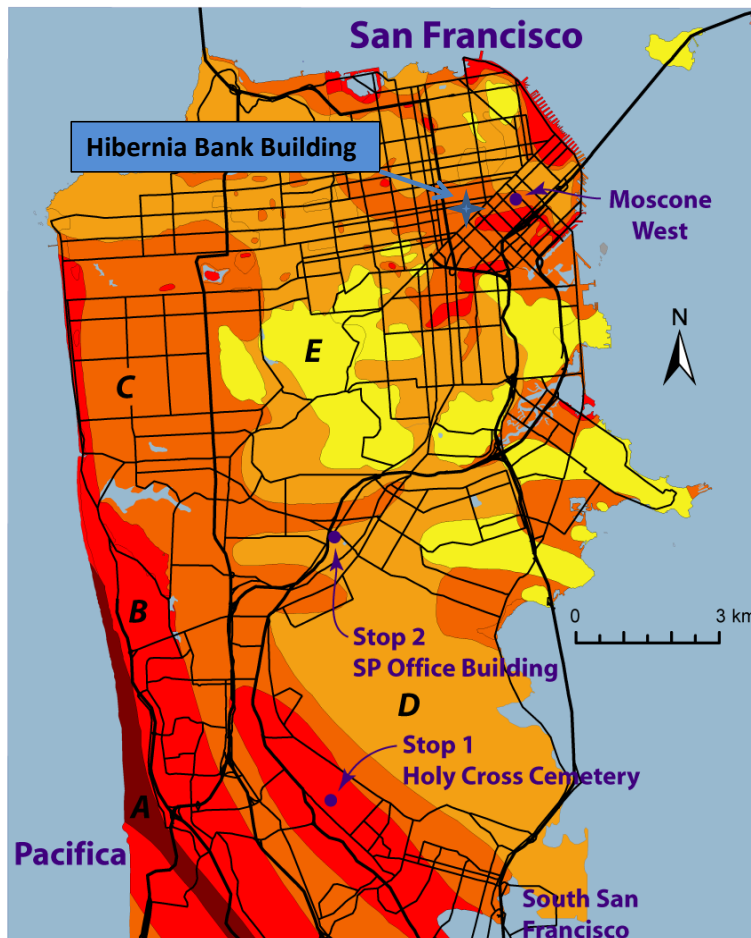 San Francisco
Hibernia Bank Building
Moscone
West
N
E
C
B
0 3 km
Stop 2
SP Office Building
D
Stop 1
Holy Cross Cemetery
A
Pacifica
South San
Francisco